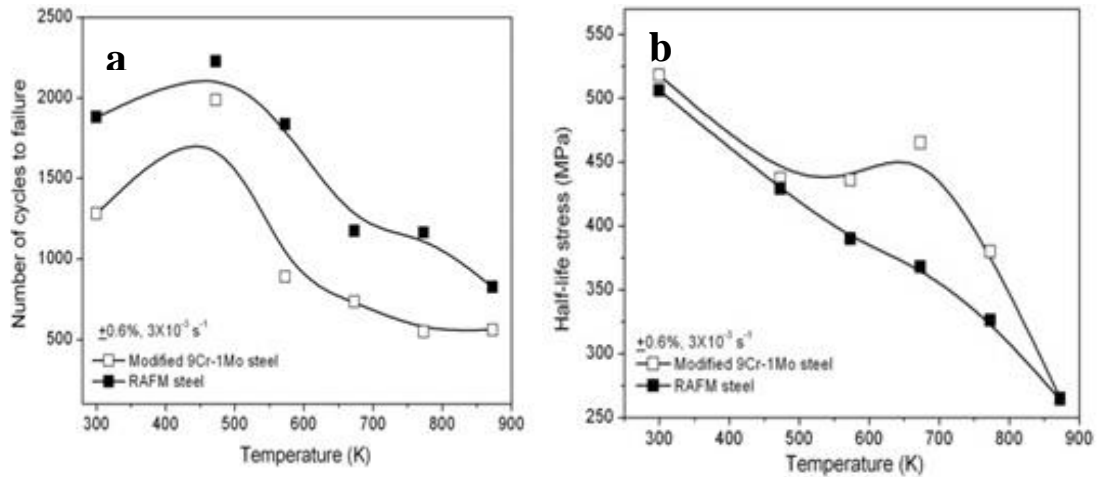 a
2500
2000
1500
1000
500
Number of cycles to failure
±0.6%, 3X10⁻³ s⁻¹
Modified 9Cr-1Mo steel
RAFM steel
300 400 500 600 700 800 900
Temperature (K)
b
550
500
450
400
350
300
250
Half-life stress (MPa)
±0.6%, 3X10⁻³ s⁻¹
Modified 9Cr-1Mo steel
RAFM steel
300 400 500 600 700 800 900
Temperature (K)